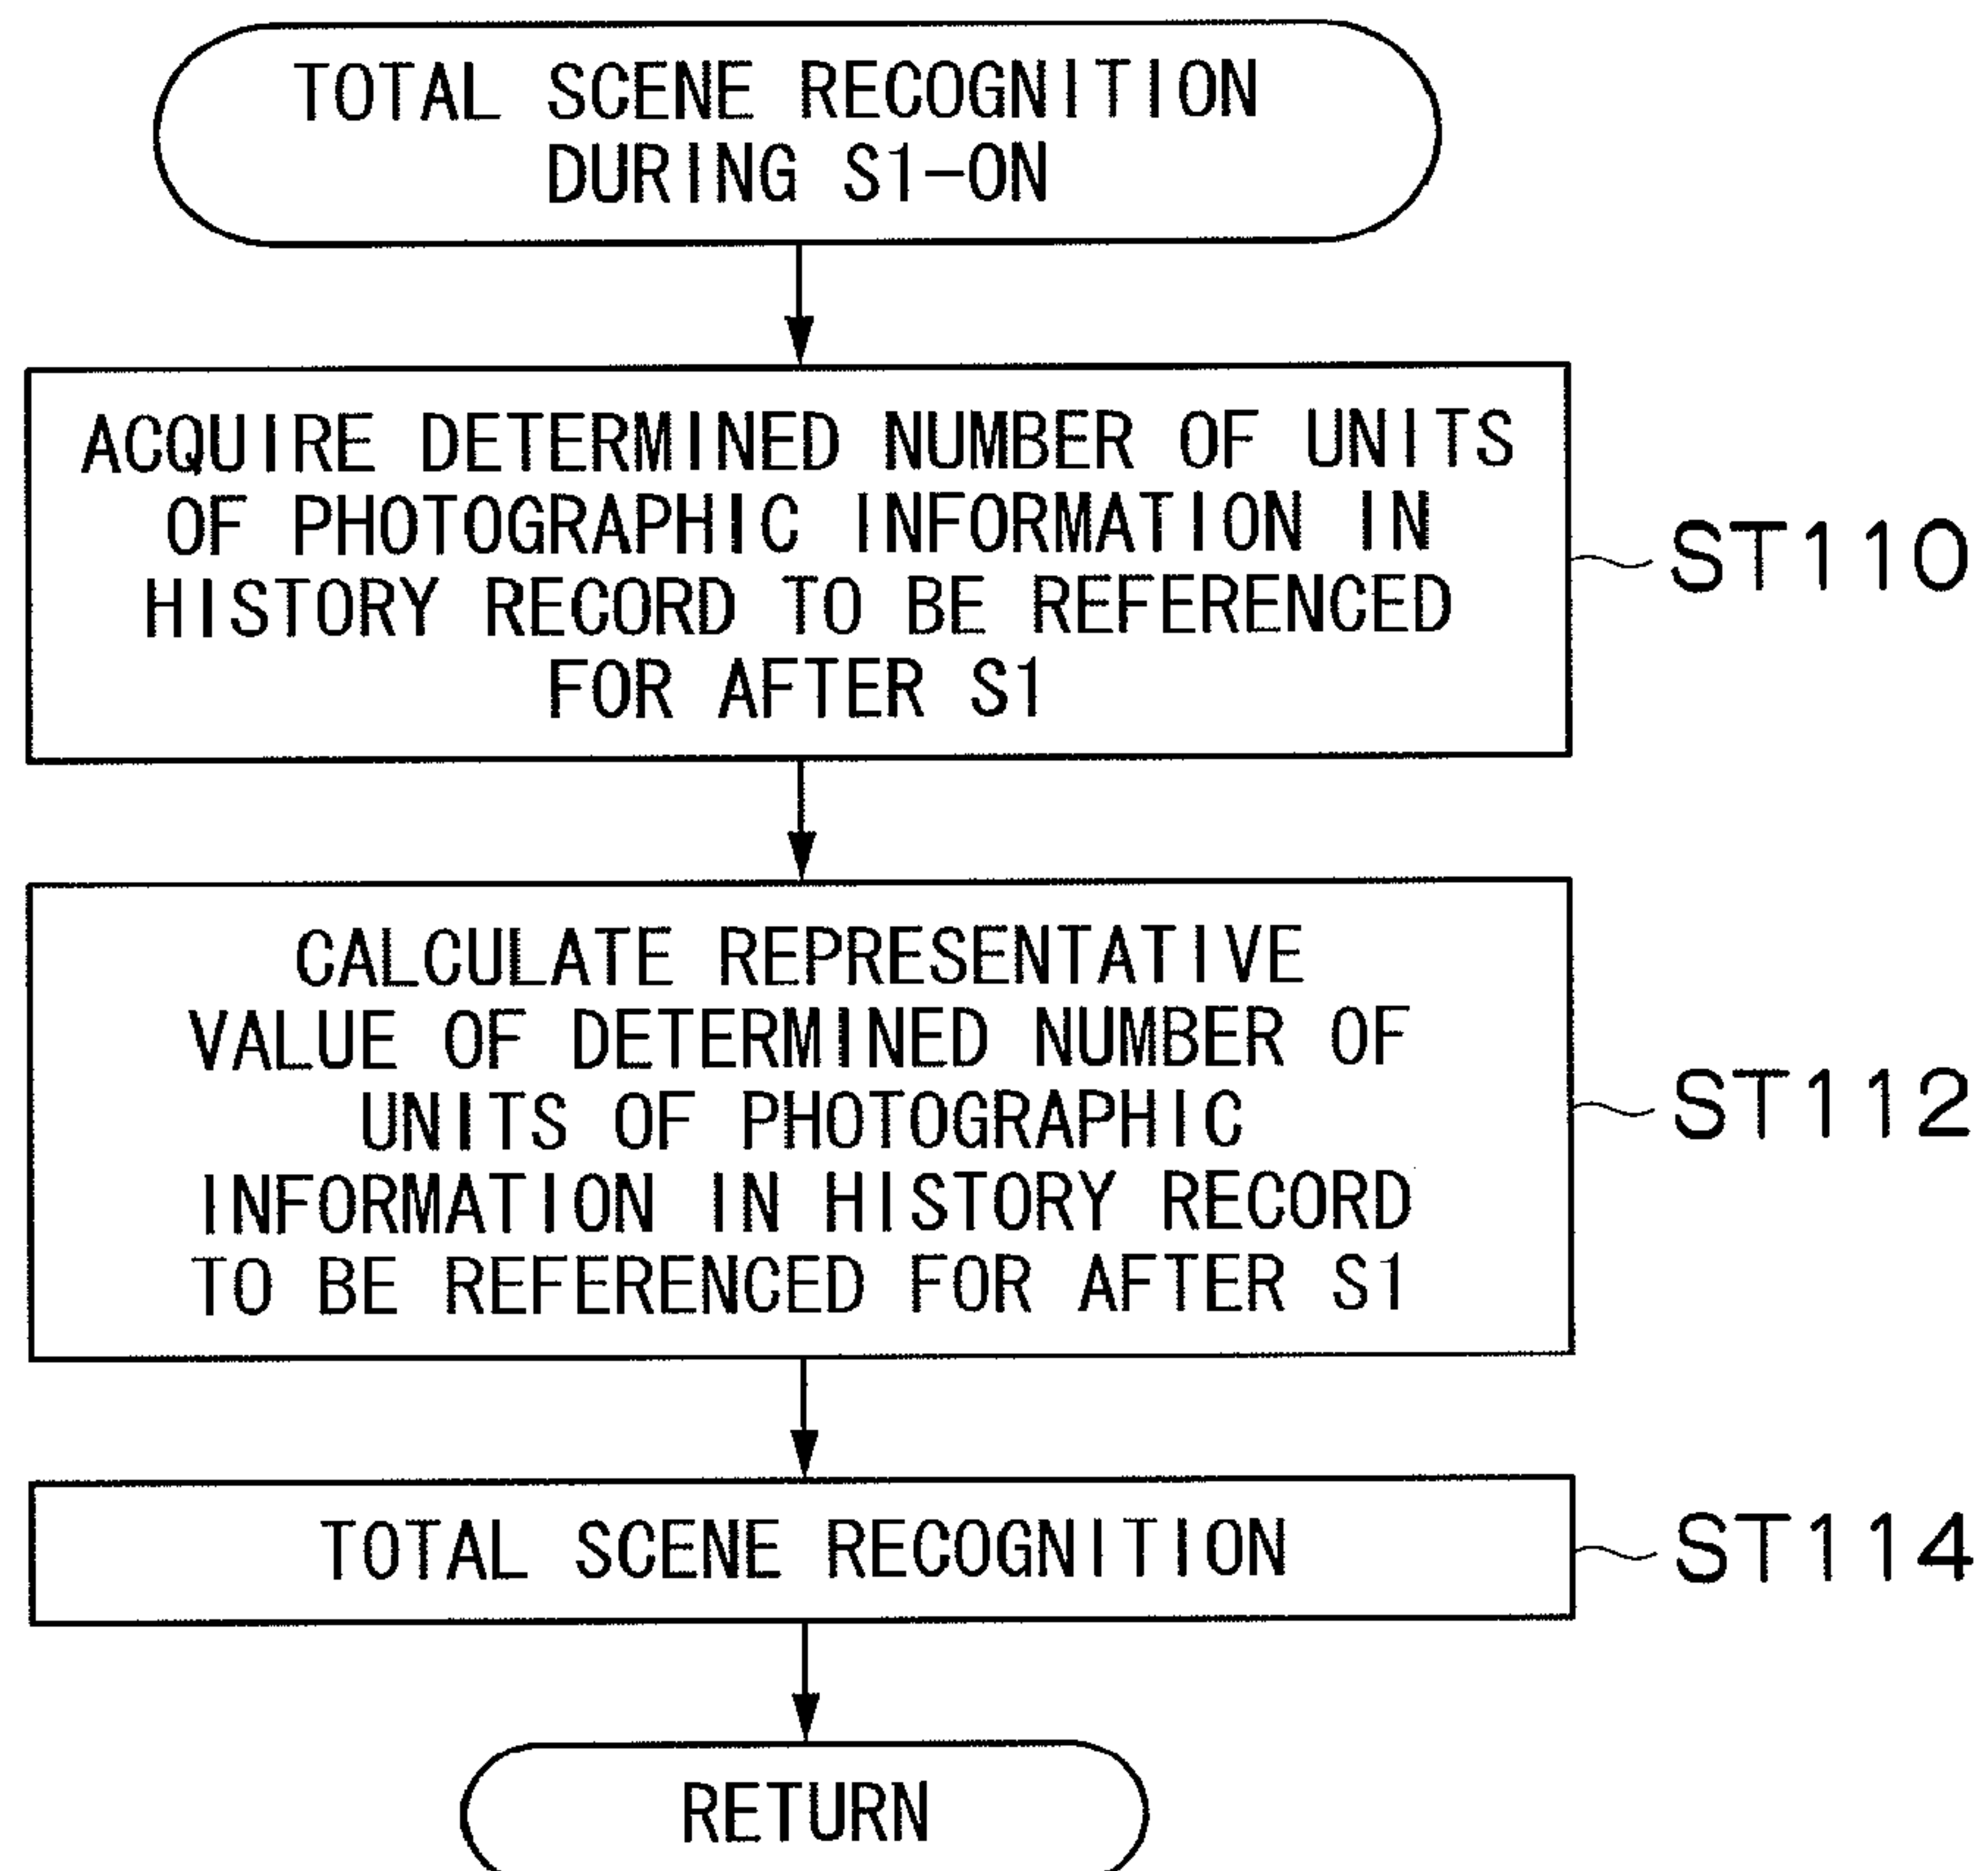 TOTAL SCENE RECOGNITION
DURING S1-ON
ACQUIRE DETERMINED NUMBER OF UNITS
OF PHOTOGRAPHIC INFORMATION IN
HISTORY RECORD TO BE REFERENCED
FOR AFTER S1
ST110
CALCULATE REPRESENTATIVE
VALUE OF DETERMINED NUMBER OF
UNITS OF PHOTOGRAPHIC
INFORMATION IN HISTORY RECORD
TO BE REFERENCED FOR AFTER S1
ST112
TOTAL SCENE RECOGNITION
ST114
RETURN